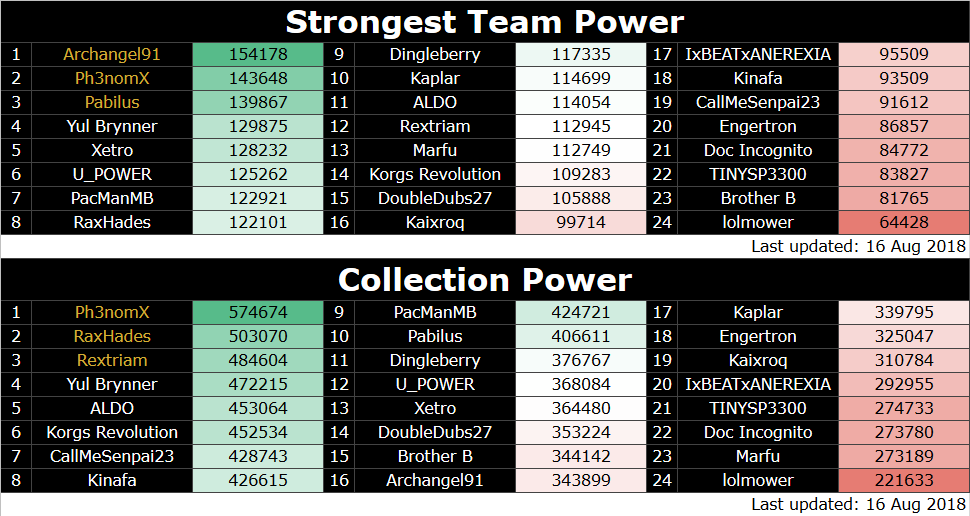 Strongest Team Power
1 Archangel91 154178 9 Dingleberry 117335 17 IxBEATxANEREXIA 95509
2 Ph3nomX 143648 10 Kaplar 114699 18 Kinafa 93509
3 Pabilus 139867 11 ALDO 114054 19 CallMeSenpai23 91612
4 Yul Brynner 129875 12 Rextriam 112945 20 Engertron 86857
5 Xetro 128232 13 Marfu 112749 21 Doc Incognito 84772
6 U_POWER 125262 14 Korgs Revolution 109283 22 TINYSP3300 83827
7 PacManMB 122921 15 DoubleDubs27 105888 23 Brother B 81765
8 RaxHades 122101 16 Kaixroq 99714 24 lolmower 64428
Last updated: 16 Aug 2018
Collection Power
1 Ph3nomX 574674 9 PacManMB 424721 17 Kaplar 339795
2 RaxHades 503070 10 Pabilus 406611 18 Engertron 325047
3 Rextriam 484604 11 Dingleberry 376767 19 Kaixroq 310784
4 Yul Brynner 472215 12 U_POWER 368084 20 IxBEATxANEREXIA 292955
5 ALDO 453064 13 Xetro 364480 21 TINYSP3300 274733
6 Korgs Revolution 452534 14 DoubleDubs27 353224 22 Doc Incognito 273780
7 CallMeSenpai23 428743 15 Brother B 344142 23 Marfu 273189
8 Kinafa 426615 16 Archangel91 343899 24 lolmower 221633
Last updated: 16 Aug 2018